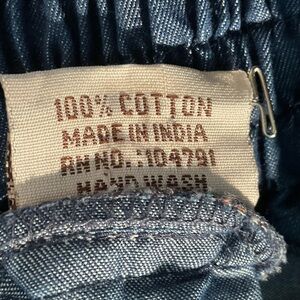 100% COTTON
MADE IN INDIA
RN NO.:104791
HAND WASH